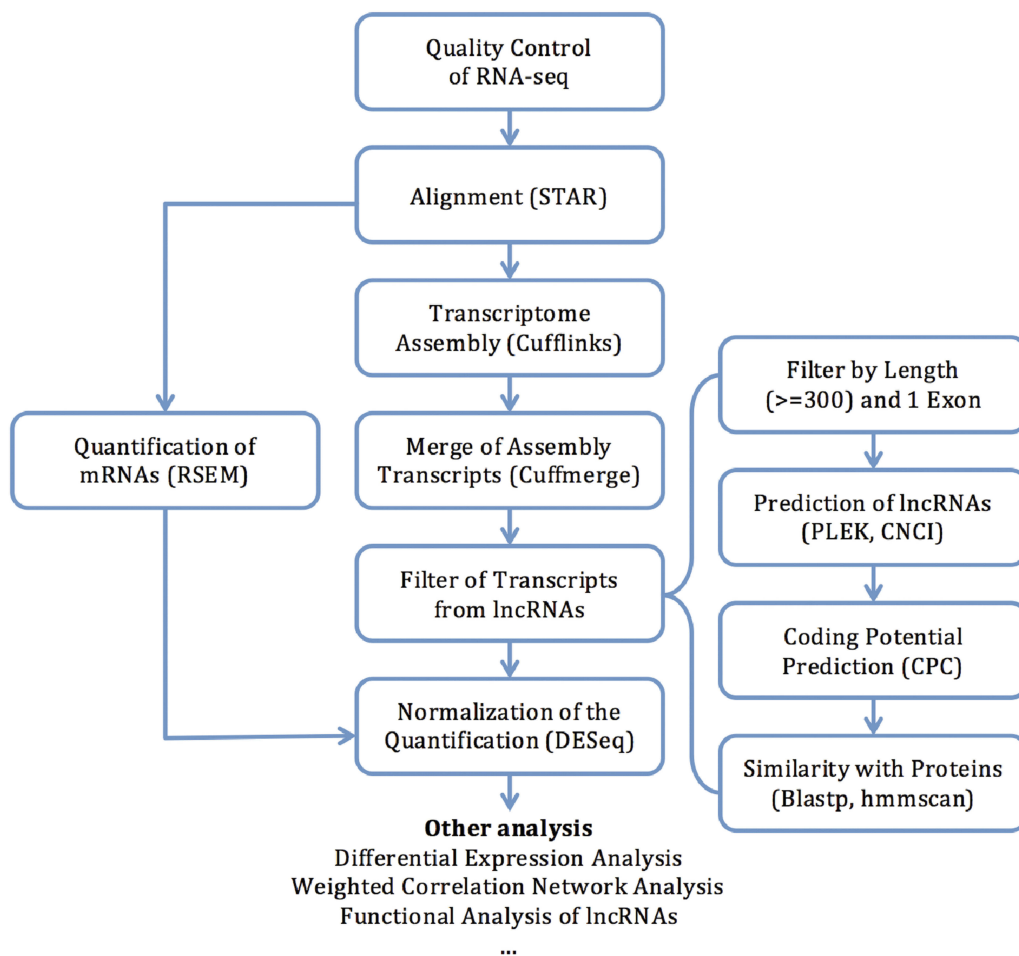 Quality Control
of RNA-seq
Alignment (STAR)
Transcriptome
Assembly (Cufflinks)
Filter by Length
(>=300) and 1 Exon
Quantification of
mRNAs (RSEM)
Merge of Assembly
Transcripts (Cuffmerge)
Prediction of lncRNAs
(PLEK, CNCI)
Filter of Transcripts
from lncRNAs
Coding Potential
Prediction (CPC)
Normalization of the
Quantification (DESeq)
Similarity with Proteins
(Blastp, hmmscan)
Other analysis
Differential Expression Analysis
Weighted Correlation Network Analysis
Functional Analysis of lncRNAs
...